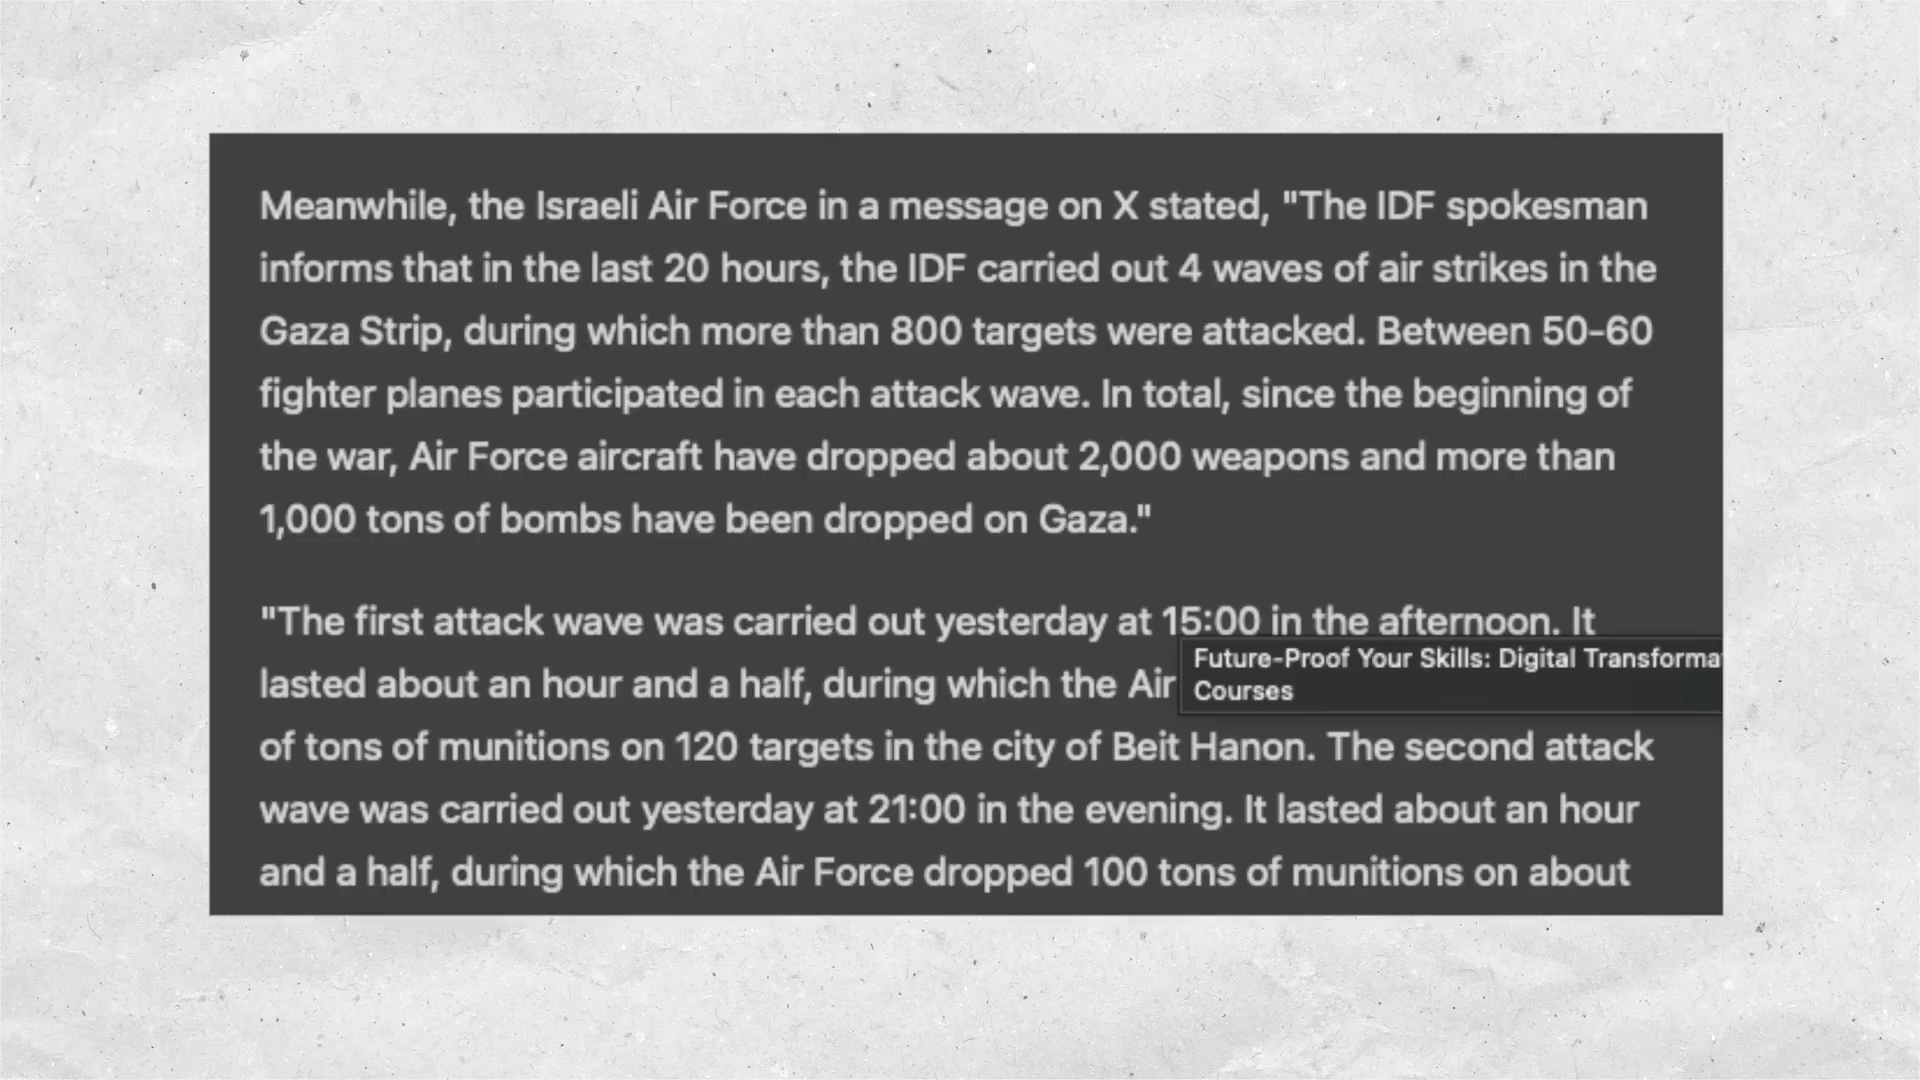 Meanwhile, the Israeli Air Force in a message on X stated, "The IDF spokesman
informs that in the last 20 hours, the IDF carried out 4 waves of air strikes in the
Gaza Strip, during which more than 800 targets were attacked. Between 50-60
fighter planes participated in each attack wave. In total, since the beginning of
the war, Air Force aircraft have dropped about 2,000 weapons and more than
1,000 tons of bombs have been dropped on Gaza."
"The first attack wave was carried out yesterday at 15:00 in the afternoon. It
lasted about an hour and a half, during which the Air
Future-Proof Your Skills: Digital Transforma
Courses
of tons of munitions on 120 targets in the city of Beit Hanon. The second attack
wave was carried out yesterday at 21:00 in the evening. It lasted about an hour
and a half, during which the Air Force dropped 100 tons of munitions on about